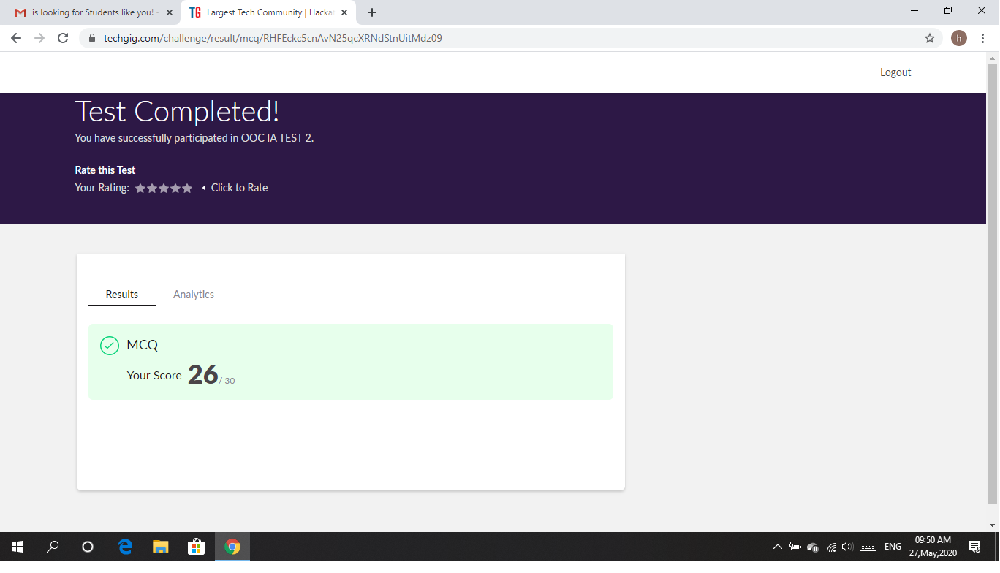 is looking for Students like you! -
TG Largest Tech Community | Hacka
techgig.com/challenge/result/mcq/RHFEckc5cnAvN25qcXRNdStnUitMdz09
h
Logout
Test Completed!
You have successfully participated in OOC IA TEST 2.
Rate this Test
Your Rating: Click to Rate
Results Analytics
MCQ
Your Score 26/ 30
ENG
09:50 AM
27,May,2020